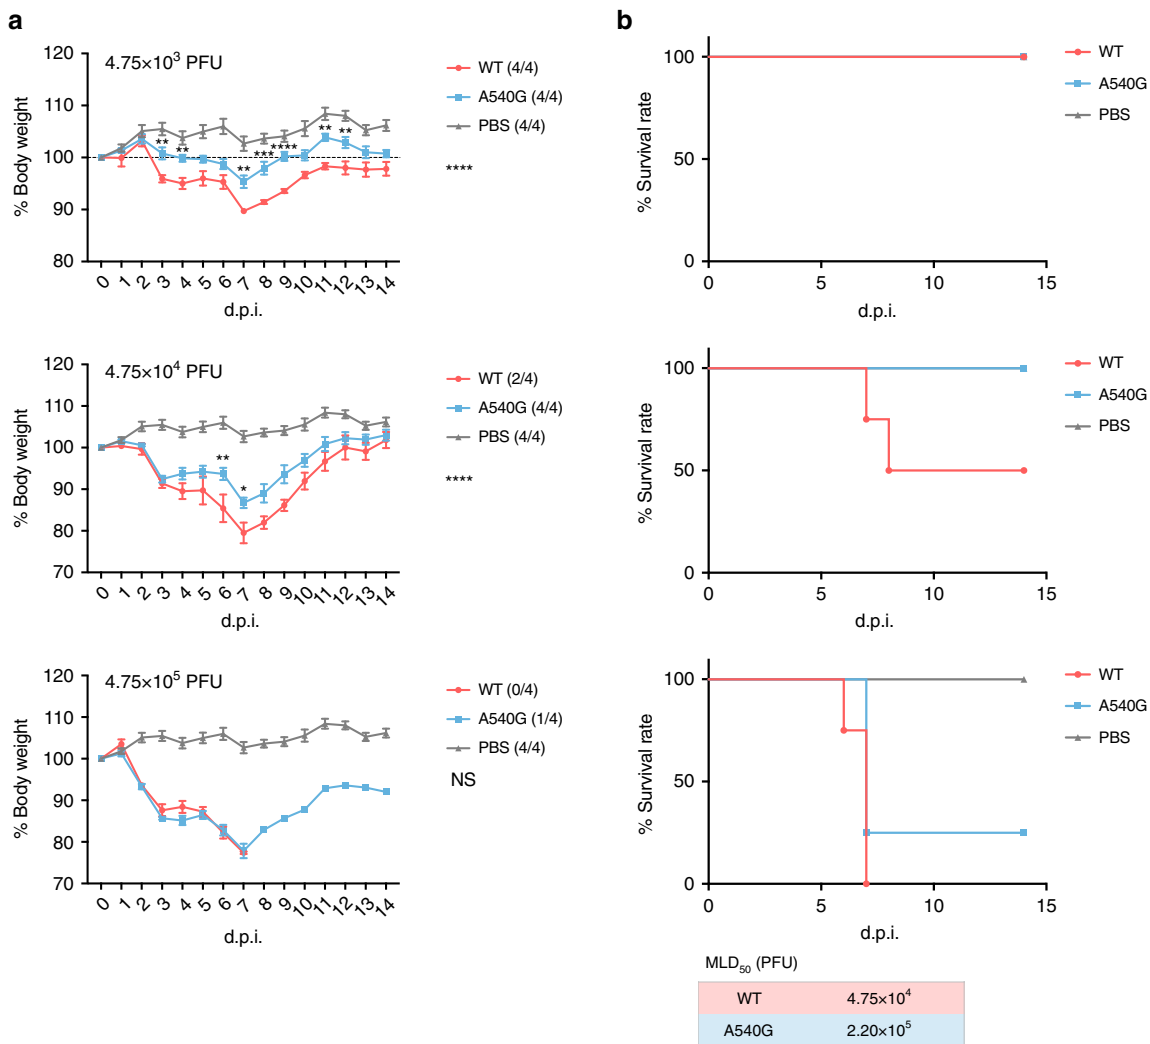 a
4.75×10³ PFU
120
110
100
90
80
% Body weight
** ** ** *** **** ** **
0 1 2 3 4 5 6 7 8 9 10 11 12 13 14
d.p.i.
WT (4/4)
A540G (4/4)
PBS (4/4)
****
4.75×10⁴ PFU
120
110
100
90
80
70
% Body weight
** *
0 1 2 3 4 5 6 7 8 9 10 11 12 13 14
d.p.i.
WT (2/4)
A540G (4/4)
PBS (4/4)
****
4.75×10⁵ PFU
120
110
100
90
80
70
% Body weight
0 1 2 3 4 5 6 7 8 9 10 11 12 13 14
d.p.i.
WT (0/4)
A540G (1/4)
PBS (4/4)
NS
b
100
50
0
% Survival rate
0 5 10 15
d.p.i.
WT
A540G
PBS
100
50
0
% Survival rate
0 5 10 15
d.p.i.
WT
A540G
PBS
100
50
0
% Survival rate
0 5 10 15
d.p.i.
WT
A540G
PBS
MLD₅₀ (PFU)
WT 4.75×10⁴
A540G 2.20×10⁵